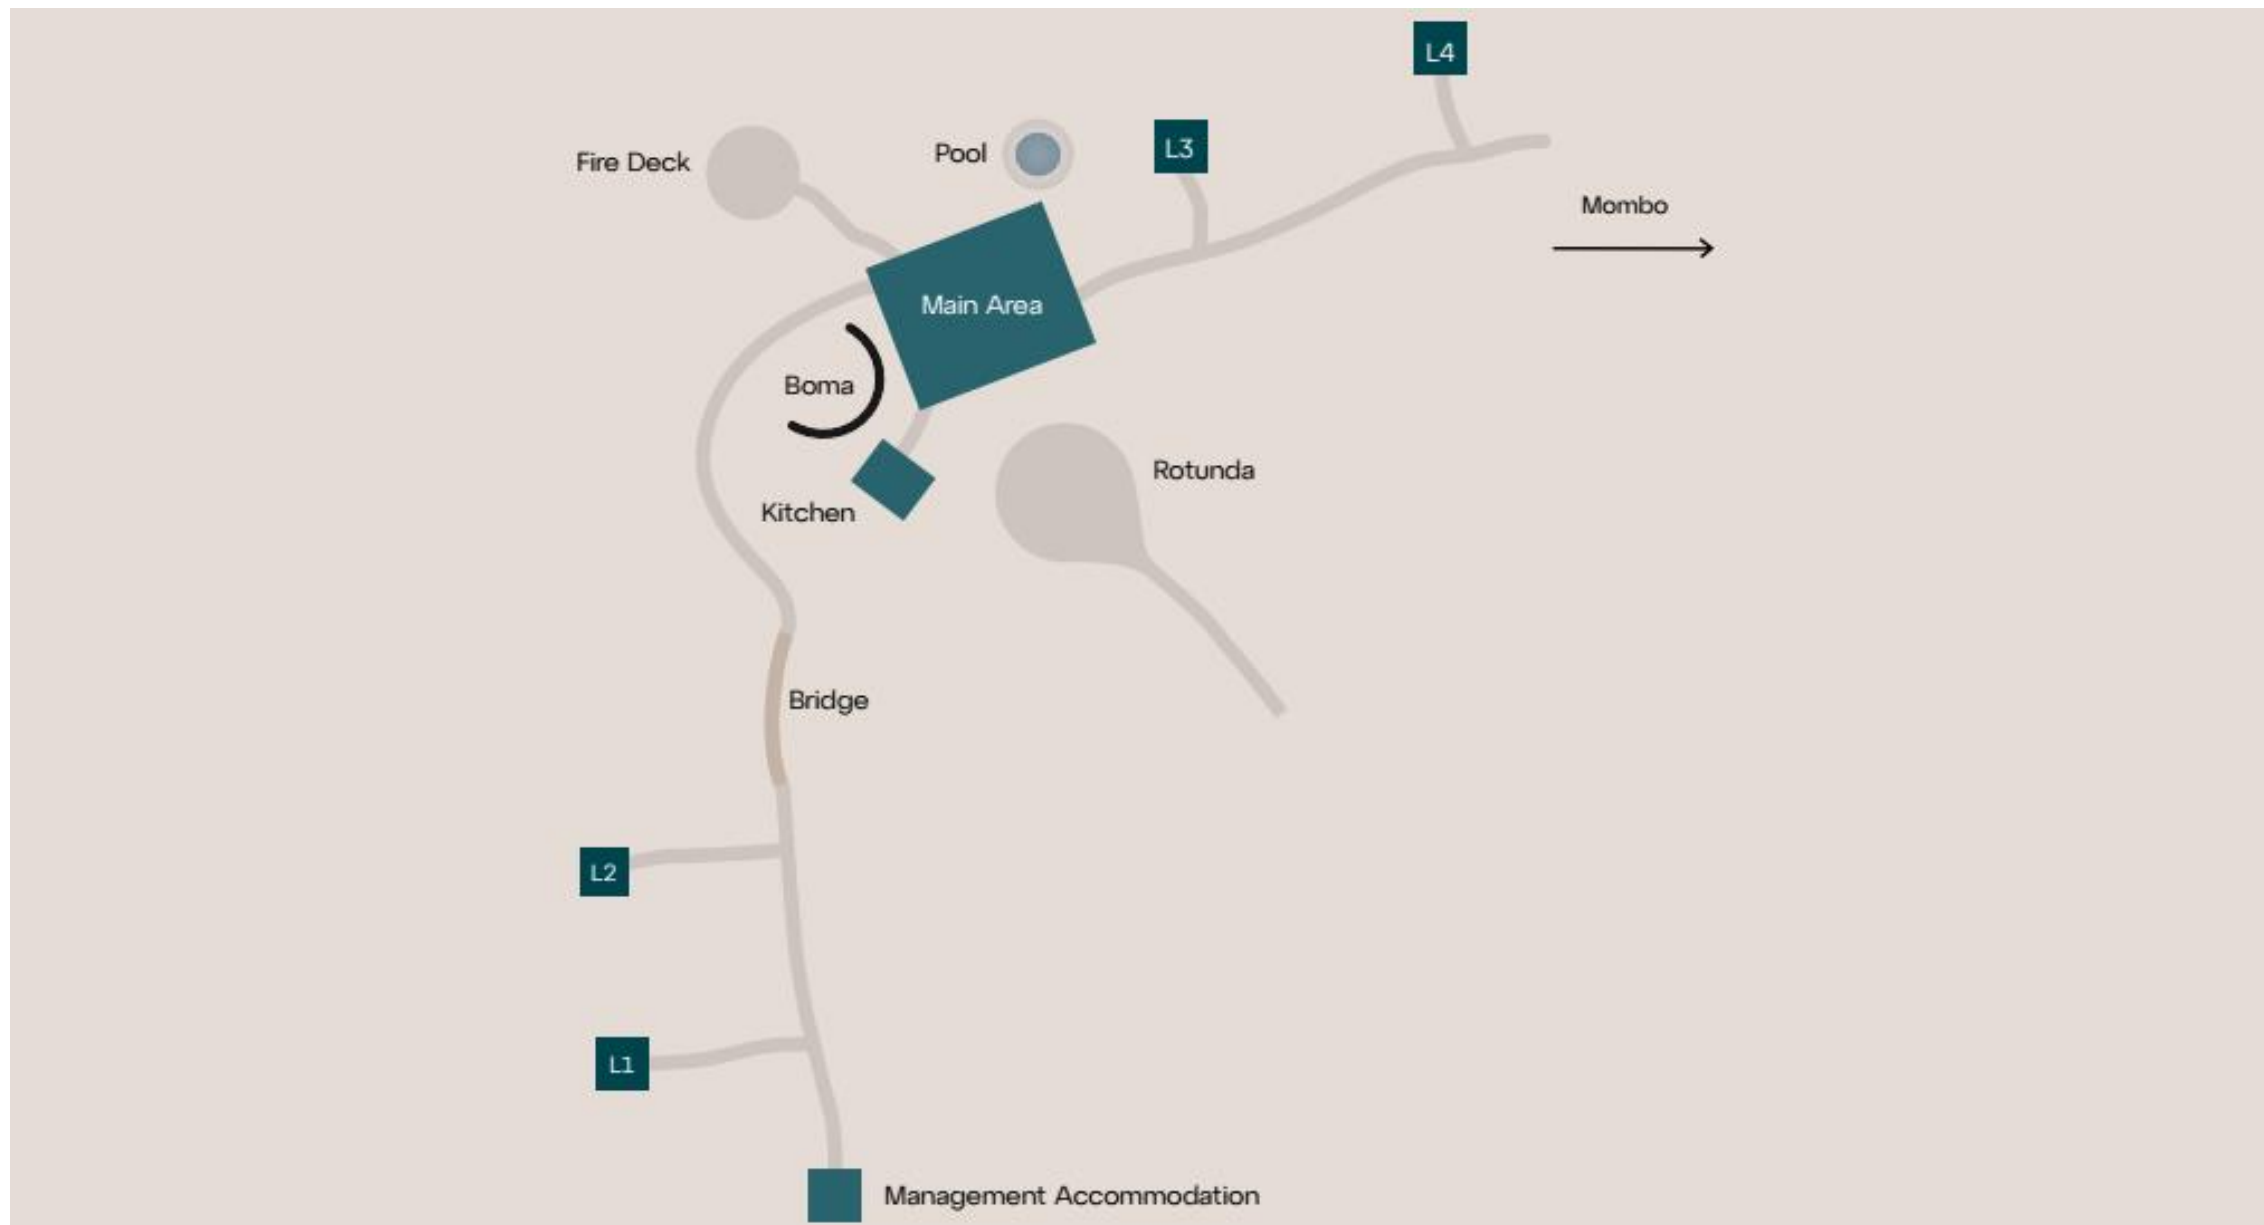 L4
Pool
L3
Fire Deck
Mombo
Main Area
Boma
Rotunda
Kitchen
Bridge
L2
L1
Management Accommodation